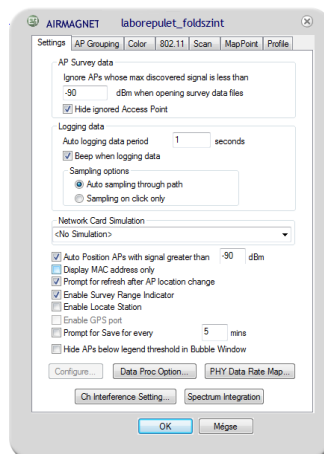 AIRMAGNET laborepulet_foldszint
Settings AP Grouping Color 802.11 Scan MapPoint Profile
AP Survey data
Ignore APs whose max discovered signal is less than
-90 dBm when opening survey data files
Hide ignored Access Point
Logging data
Auto logging data period 1 seconds
Beep when logging data
Sampling options
Auto sampling through path
Sampling on click only
Network Card Simulation
<No Simulation>
Auto Position APs with signal greater than -90 dBm
Display MAC address only
Prompt for refresh after AP location change
Enable Survey Range Indicator
Enable Locate Station
Enable GPS port
Prompt for Save for every 5 mins
Hide APs below legend threshold in Bubble Window
Configure... Data Proc Option... PHY Data Rate Map...
Ch Interference Setting... Spectrum Integration
OK Mégse